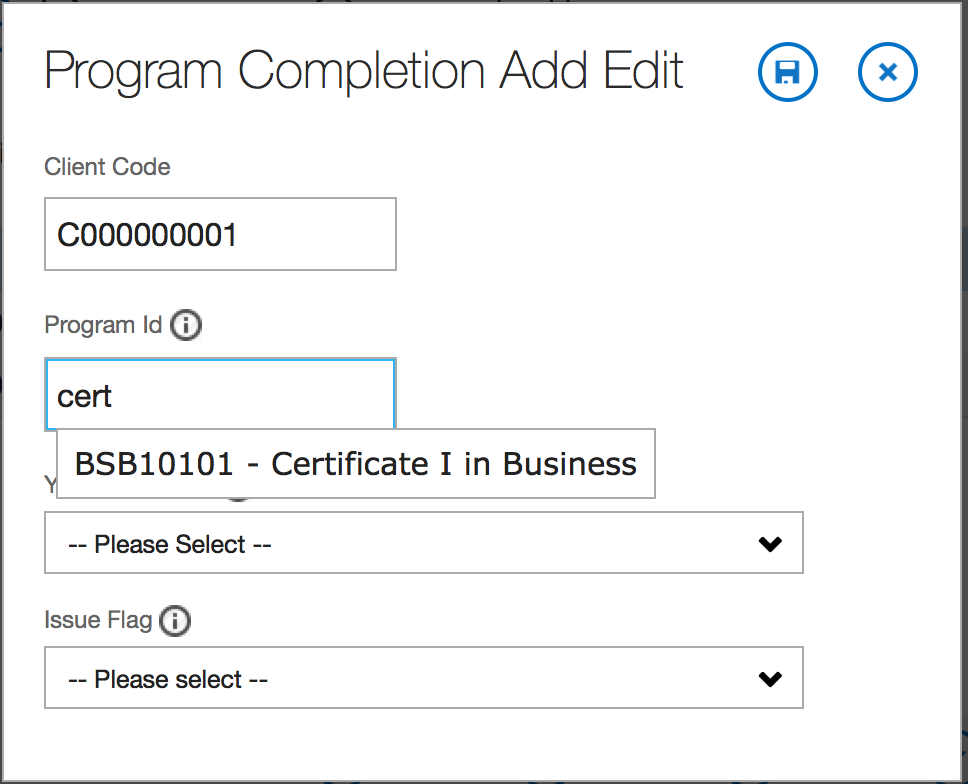 Program Completion Add Edit
Client Code
C000000001
Program Id
cert
BSB10101 - Certificate I in Business
-- Please Select --
Issue Flag
-- Please select --